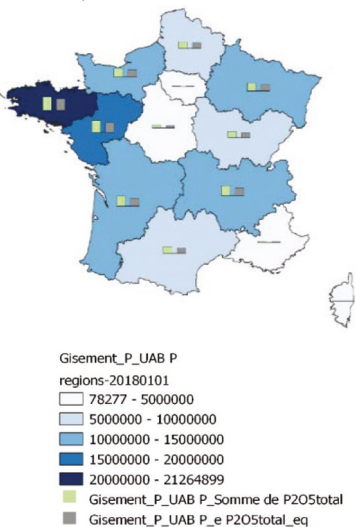 Gisement_P_UAB P
regions-20180101
78277 - 5000000
5000000 - 10000000
10000000 - 15000000
15000000 - 20000000
20000000 - 21264899
Gisement_P_UAB P_Somme de P2O5total
Gisement_P_UAB P_e P2O5total_eq